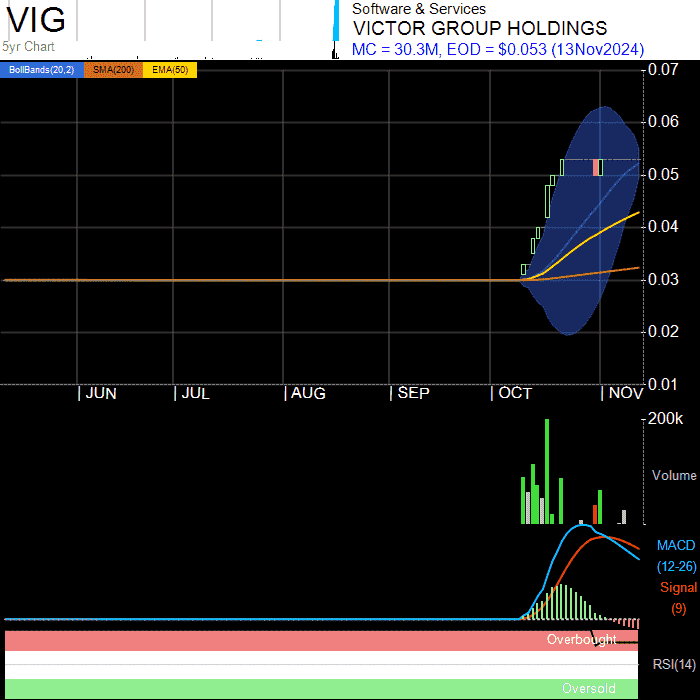 VIG
Software & Services
VICTOR GROUP HOLDINGS
5yr Chart
MC = 30.3M, EOD = $0.053 (13Nov2024)
BollBands(20,2) SMA(200) EMA(50)
0.07
0.06
0.05
0.04
0.03
0.02
0.01
| JUN | JUL | AUG | SEP | OCT | NOV
200k
Volume
MACD
(12-26)
Signal
(9)
Overbought
RSI(14)
Oversold